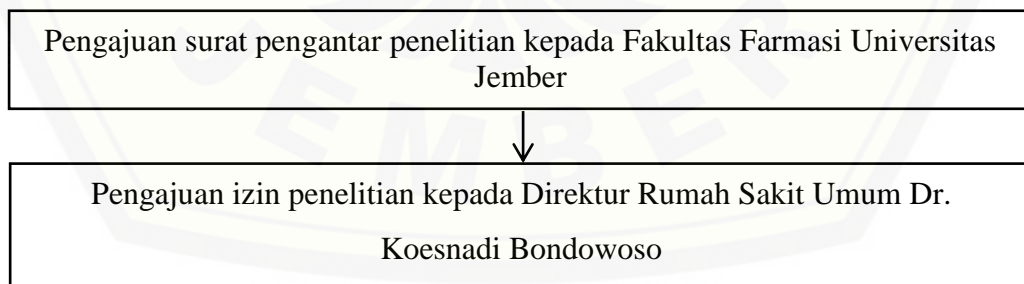 Pengajuan surat pengantar penelitian kepada Fakultas Farmasi Universitas
Jember
Pengajuan izin penelitian kepada Direktur Rumah Sakit Umum Dr.
Koesnadi Bondowoso